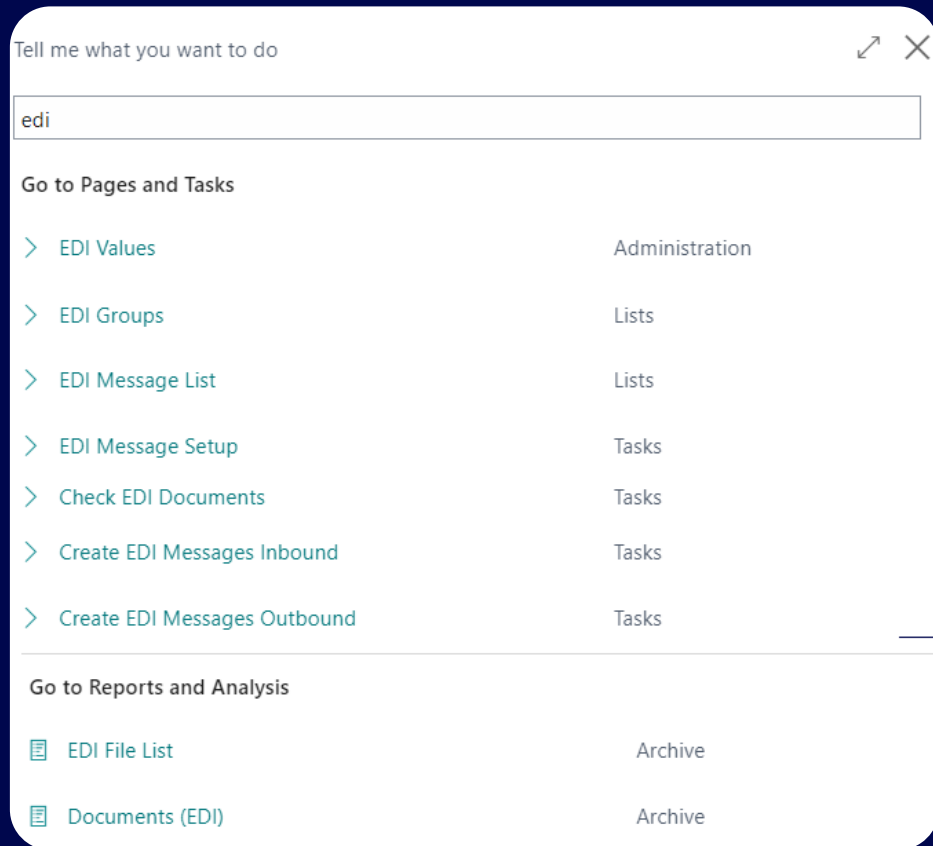 Tell me what you want to do
edi
Go to Pages and Tasks
EDI Values Administration
EDI Groups Lists
EDI Message List Lists
EDI Message Setup Tasks
Check EDI Documents Tasks
Create EDI Messages Inbound Tasks
Create EDI Messages Outbound Tasks
Go to Reports and Analysis
EDI File List Archive
Documents (EDI) Archive